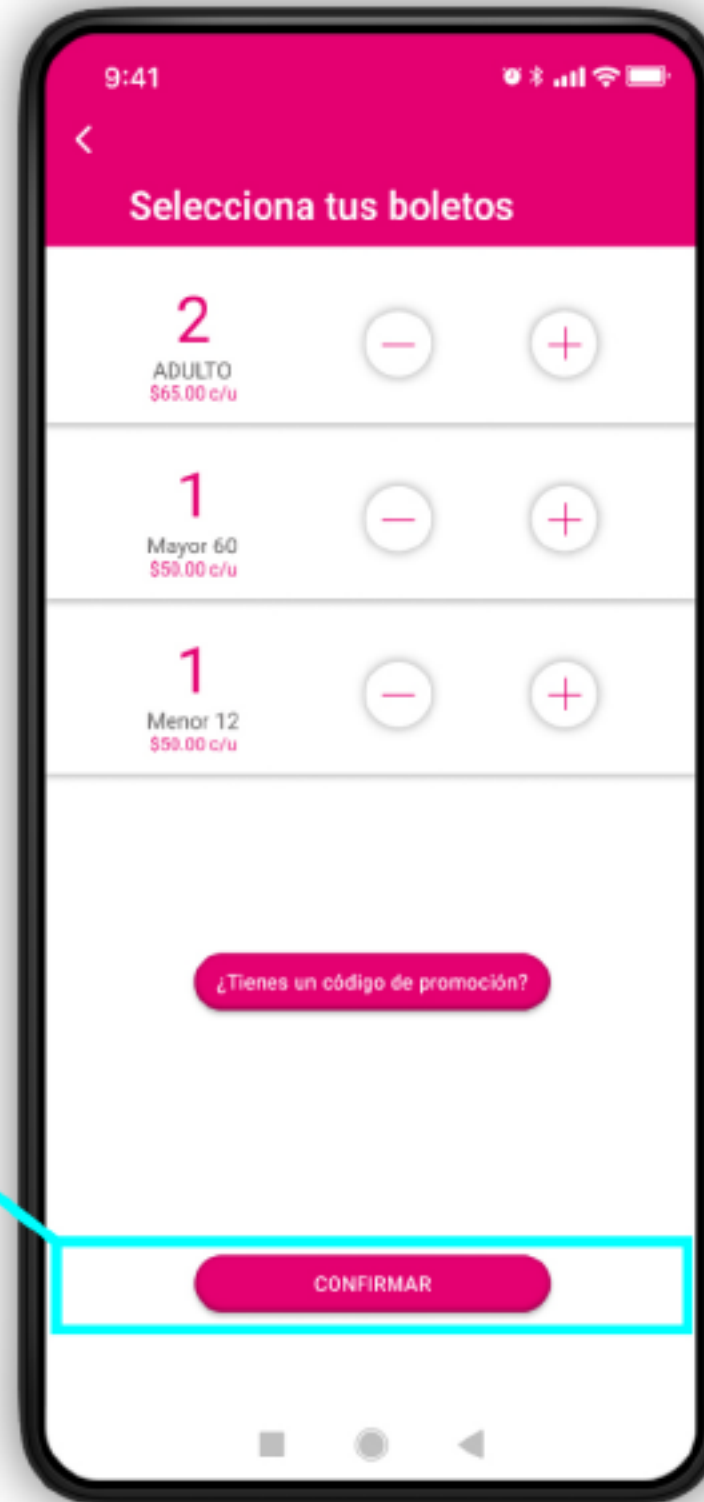 9:41
Selecciona tus boletos
2
ADULTO
$65.00 c/u
1
Mayor 60
$50.00 c/u
1
Menor 12
$50.00 c/u
¿Tienes un código de promoción?
CONFIRMAR